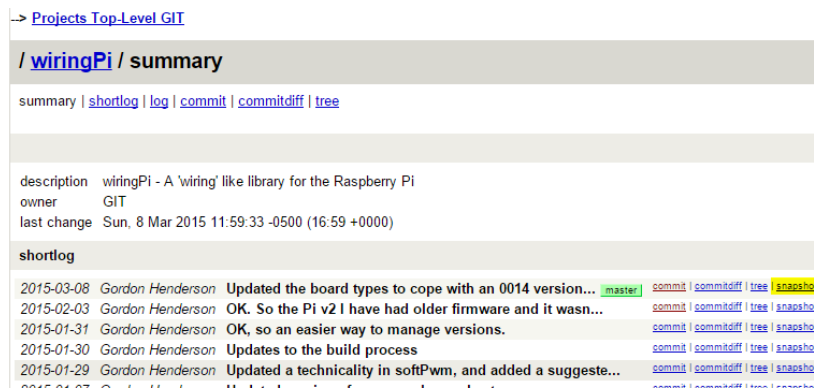 --> Projects Top-Level GIT
/ wiringPi / summary
summary | shortlog | log | commit | commitdiff | tree
description wiringPi - A 'wiring' like library for the Raspberry Pi
owner GIT
last change Sun, 8 Mar 2015 11:59:33 -0500 (16:59 +0000)
shortlog
2015-03-08 Gordon Henderson Updated the board types to cope with an 0014 version... master commit | commitdiff | tree | snapsho
2015-02-03 Gordon Henderson OK. So the Pi v2 I have had older firmware and it wasn... commit | commitdiff | tree | snapsho
2015-01-31 Gordon Henderson OK, so an easier way to manage versions. commit | commitdiff | tree | snapsho
2015-01-30 Gordon Henderson Updates to the build process commit | commitdiff | tree | snapsho
2015-01-29 Gordon Henderson Updated a technicality in softPwm, and added a suggeste... commit | commitdiff | tree | snapsho